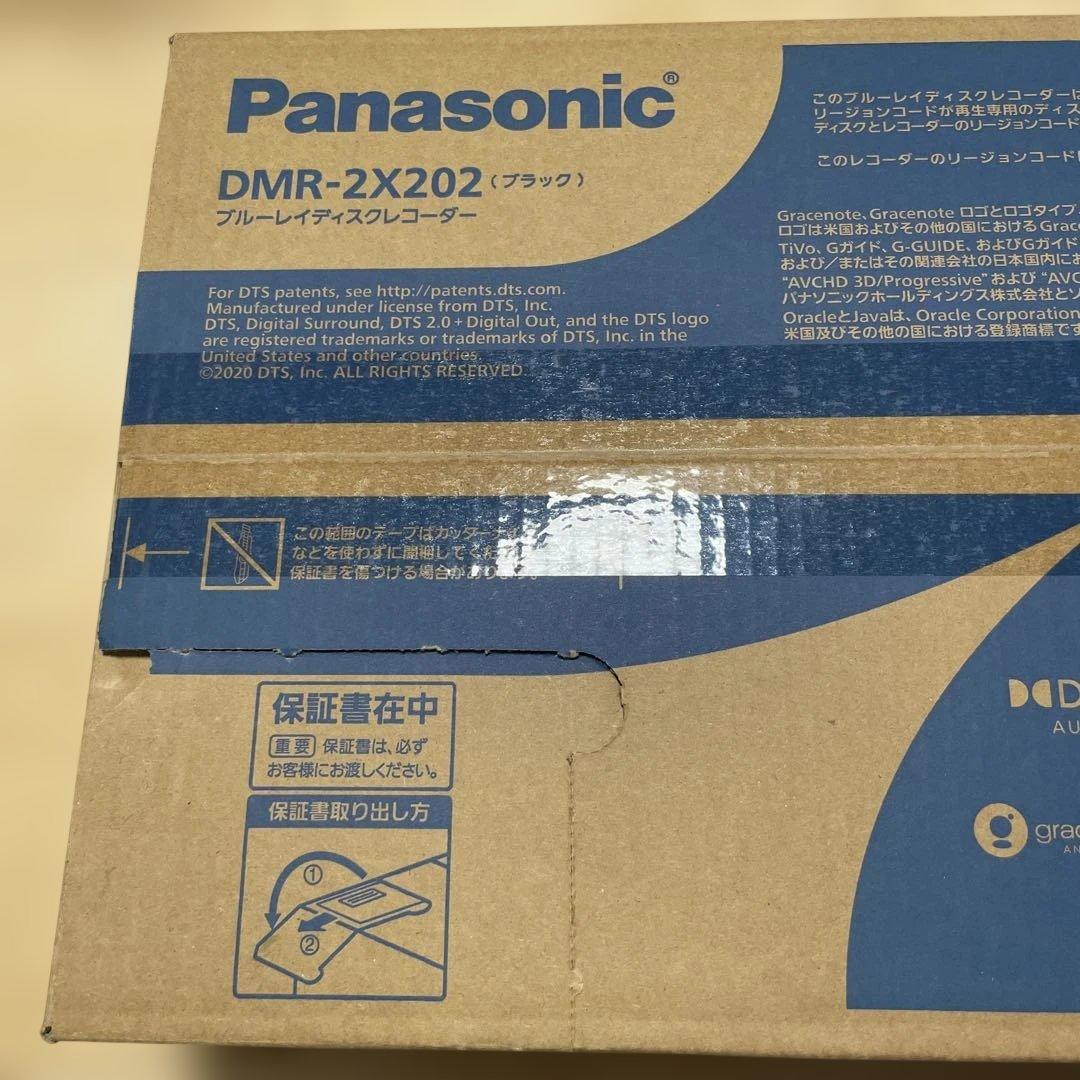 Panasonic®
DMR-2X202（ブラック）
ブルーレイディスクレコーダー
For DTS patents, see http://patents.dts.com.
Manufactured under license from DTS, Inc.
DTS, Digital Surround, DTS 2.0+Digital Out, and the DTS logo
are registered trademarks or trademarks of DTS, Inc. in the
United States and other countries.
©2020 DTS, Inc. ALL RIGHTS RESERVED.
このブルーレイディスクレコーダーは
リージョンコードが再生専用のディス
ディスクとレコーダーのリージョンコード
このレコーダーのリージョンコード
Gracenote、Gracenote ロゴとロゴタイプ
ロゴは米国およびその他の国における Grac
TiVo、Gガイド、G-GUIDE、およびGガイド
および／またはその関連会社の日本国内にお
"AVCHD 3D/Progressive"および "AVC
パナソニックホールディングス株式会社とソ
OracleとJavaは、Oracle Corporation
米国及びその他の国における登録商標です
この範囲のテープはカッターナイ
などを使わずに開梱してくだ
保証書を傷つける場合があります。
保証書在中
重要 保証書は、必ず
お客様にお渡しください。
保証書取り出し方
①
②
D
AU
grac
AN